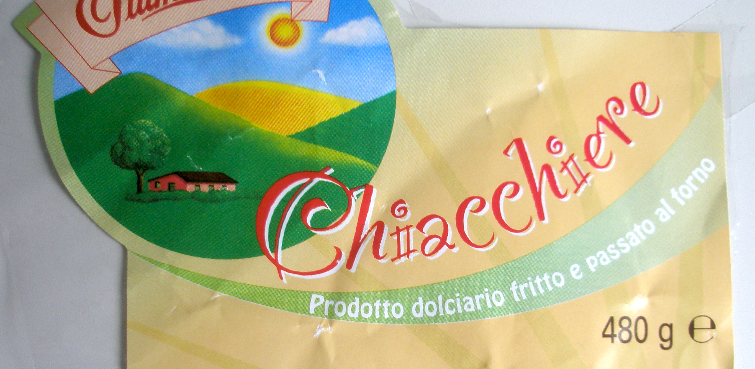 Chiacchiere
Prodotto dolciario fritto e passato al forno
480 g ℮